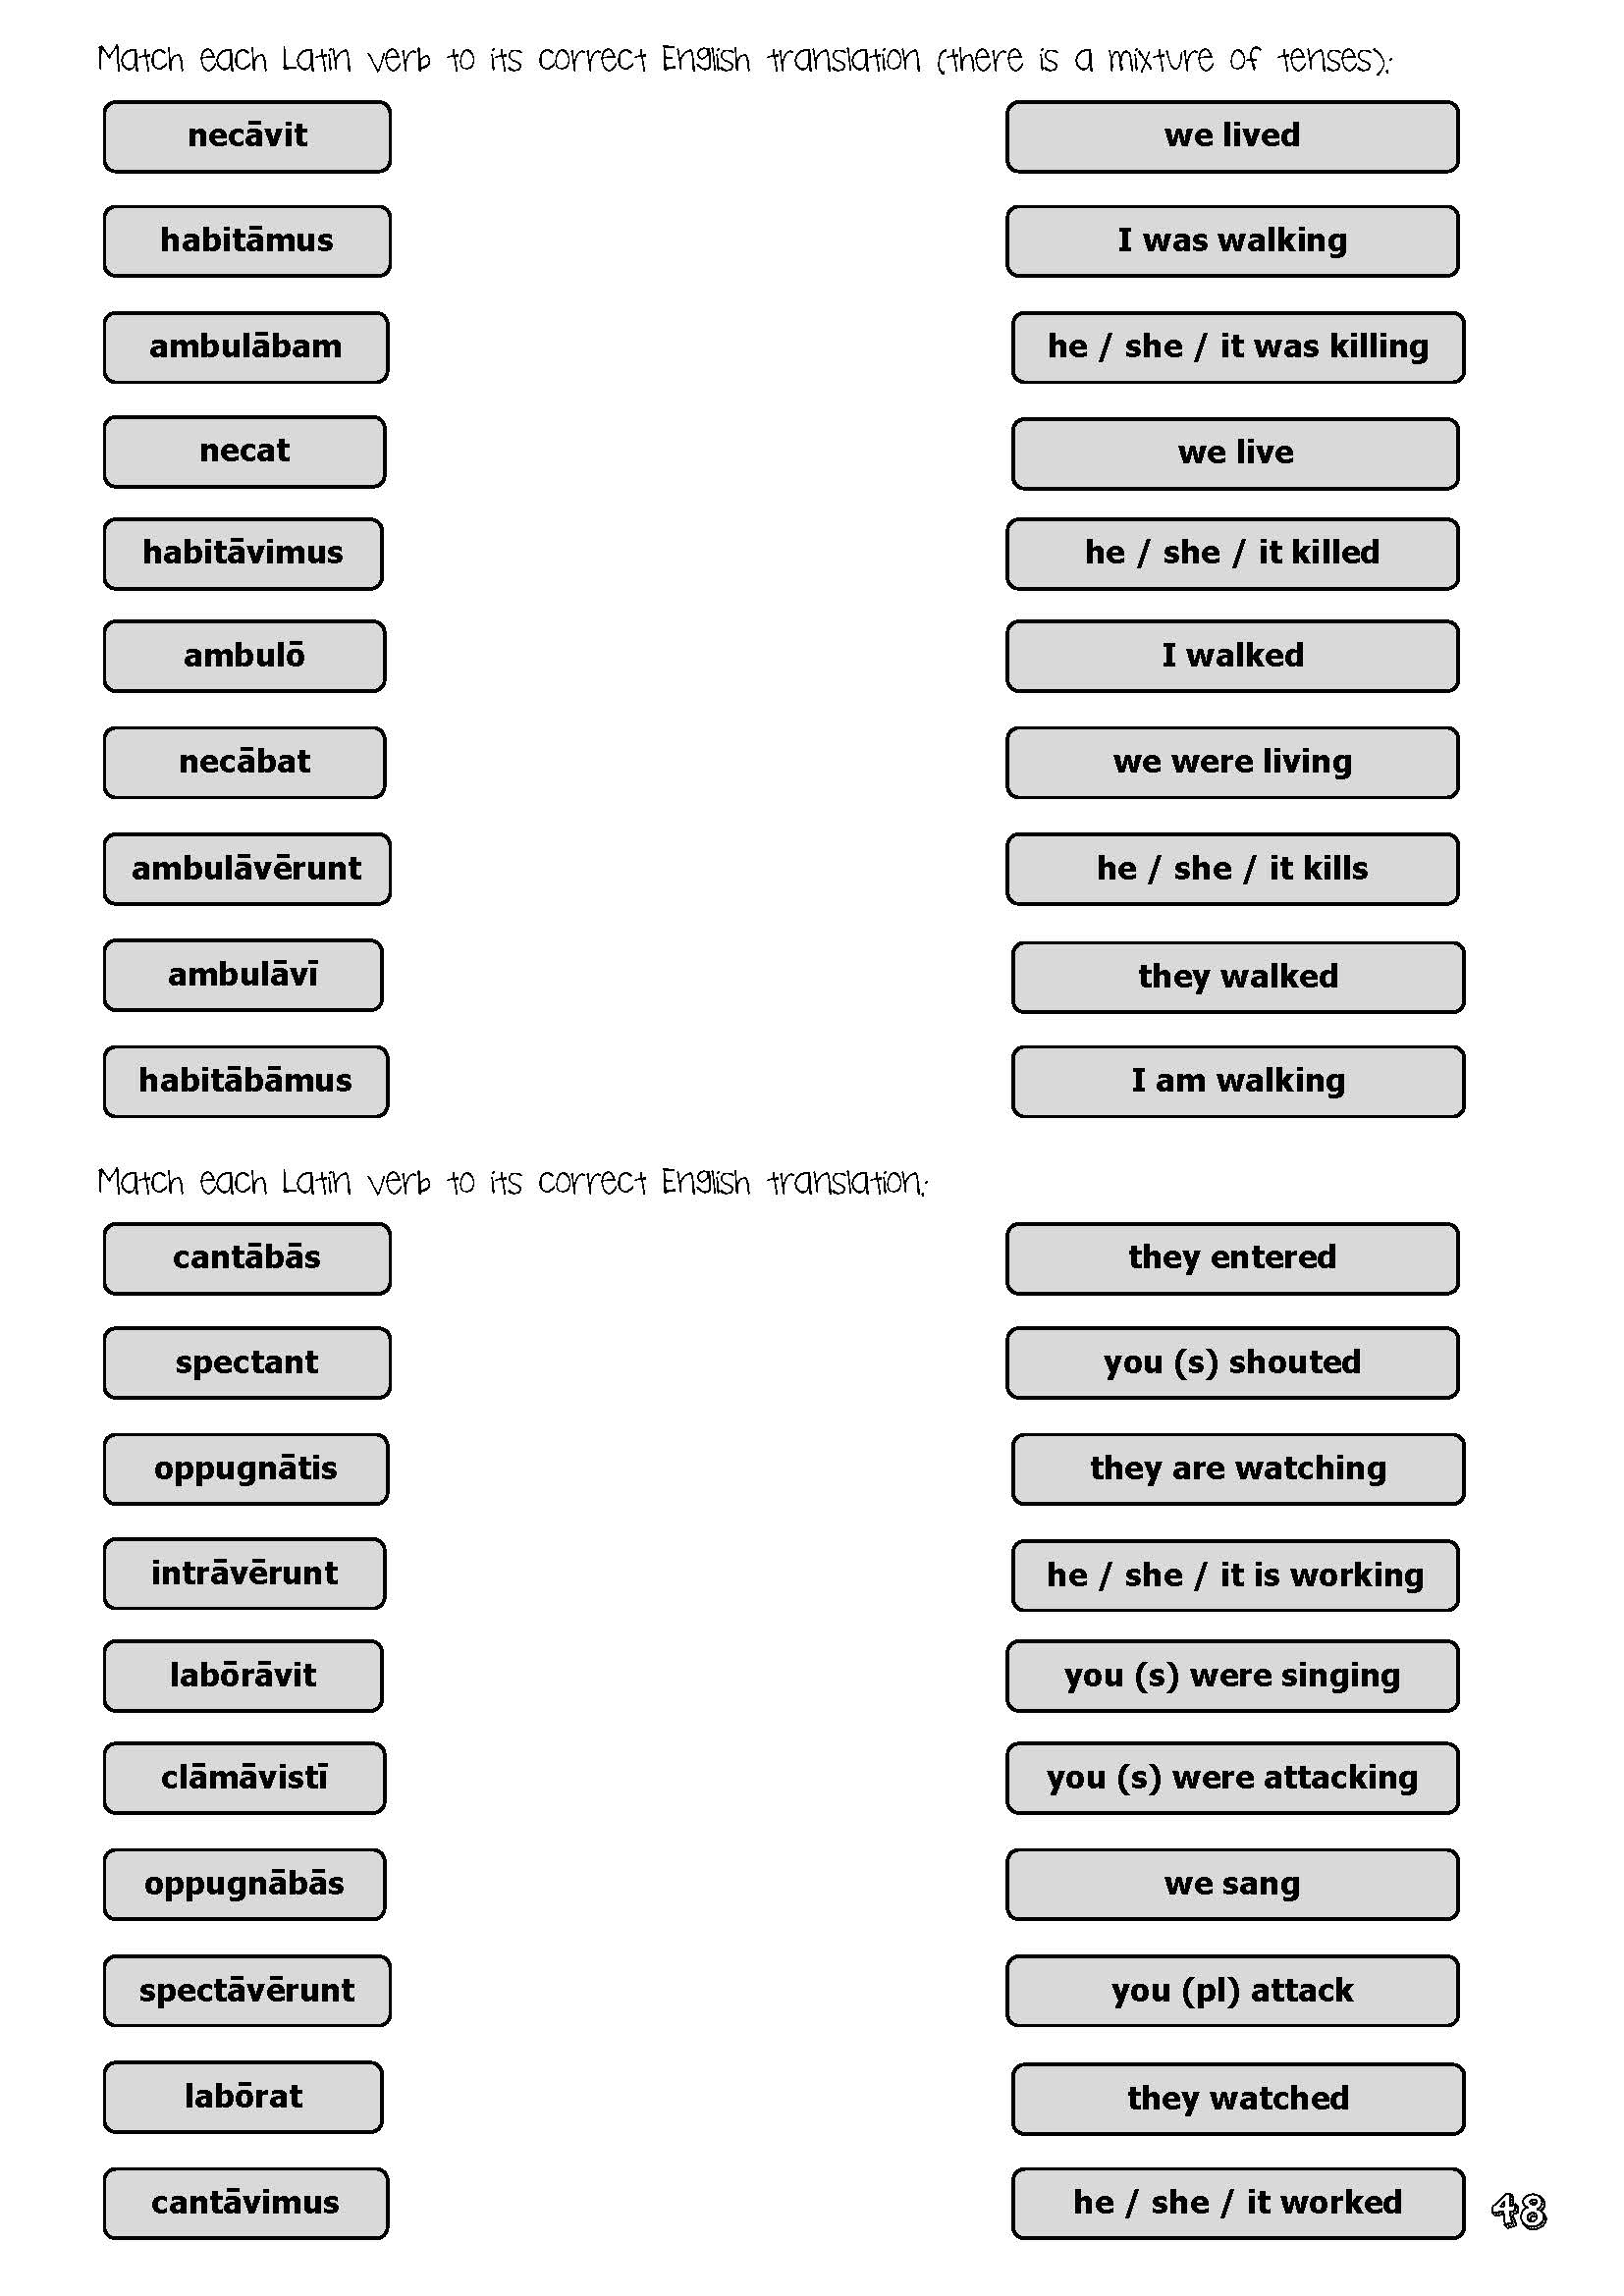 Match each Latin verb to its correct English translation (there is a mixture of tenses):
necāvit
we lived
habitāmus
I was walking
ambulābam
he / she / it was killing
necat
we live
habitāvimus
he / she / it killed
ambulō
I walked
necābat
we were living
ambulāvērunt
he / she / it kills
ambulāvī
they walked
habitābāmus
I am walking
Match each Latin verb to its correct English translation:
cantābās
they entered
spectant
you (s) shouted
oppugnātis
they are watching
intrāvērunt
he / she / it is working
labōrāvit
you (s) were singing
clāmāvistī
you (s) were attacking
oppugnābās
we sang
spectāvērunt
you (pl) attack
labōrat
they watched
cantāvimus
he / she / it worked
48